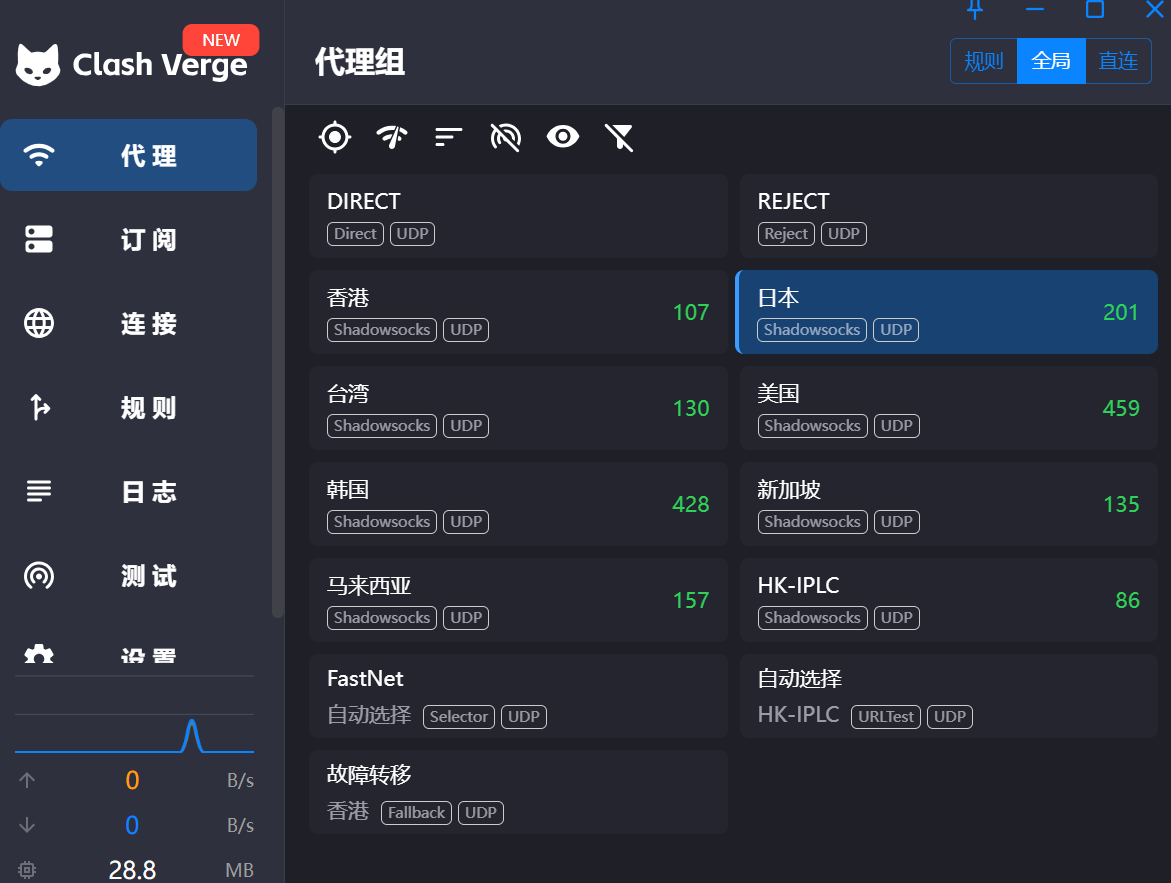 NEW
Clash Verge
代理组
规则 全局 直连
代 理
订 阅
连 接
规 则
日 志
测 试
设 置
0 B/s
0 B/s
28.8 MB
DIRECT
Direct UDP
REJECT
Reject UDP
香港
Shadowsocks UDP
107
日本
Shadowsocks UDP
201
台湾
Shadowsocks UDP
130
美国
Shadowsocks UDP
459
韩国
Shadowsocks UDP
428
新加坡
Shadowsocks UDP
135
马来西亚
Shadowsocks UDP
157
HK-IPLC
Shadowsocks UDP
86
FastNet
自动选择 Selector UDP
自动选择
HK-IPLC URLTest UDP
故障转移
香港 Fallback UDP